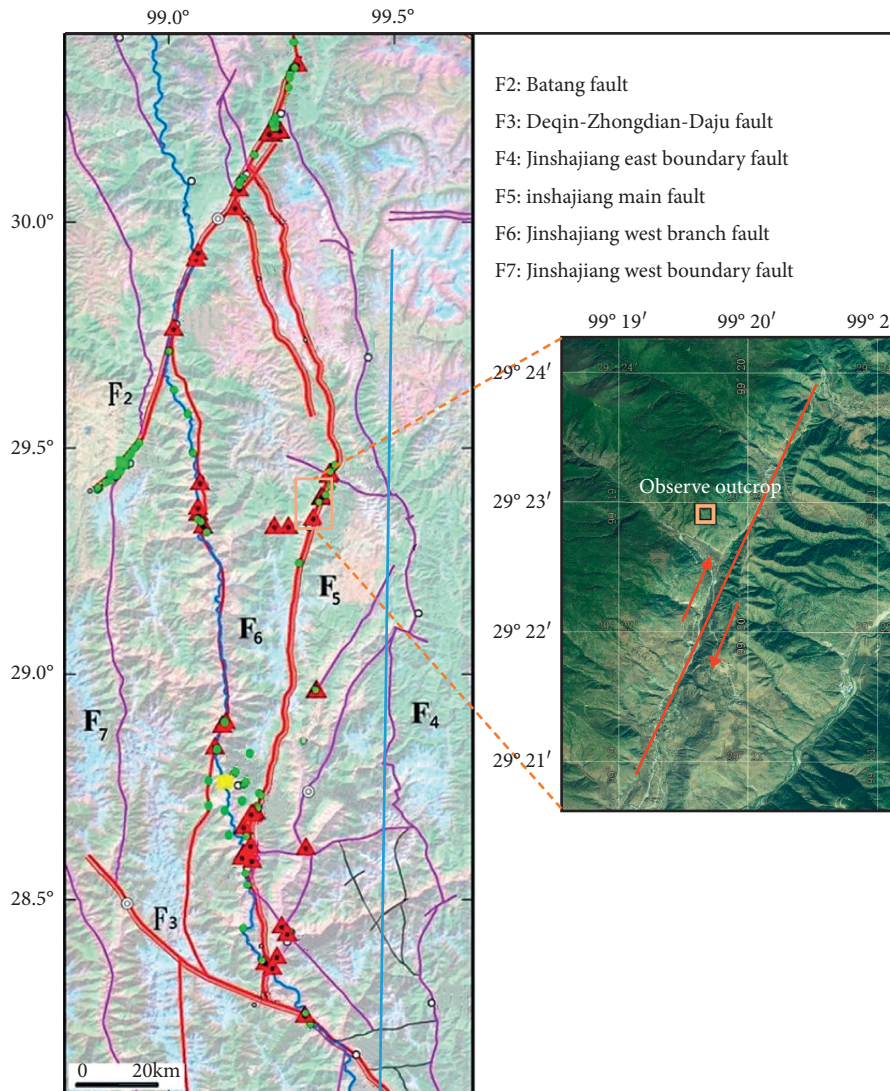 99.0°
99.5°
F2: Batang fault
F3: Deqin-Zhongdian-Daju fault
F4: Jinshajiang east boundary fault
F5: inshajiang main fault
F6: Jinshajiang west branch fault
F7: Jinshajiang west boundary fault
30.0°
29.5°
29.0°
28.5°
F2
F5
F6
F4
F7
F3
0 20km
99° 19′ 99° 20′ 99° 2
29° 24′
29° 23′
29° 22′
29° 21′
Observe outcrop